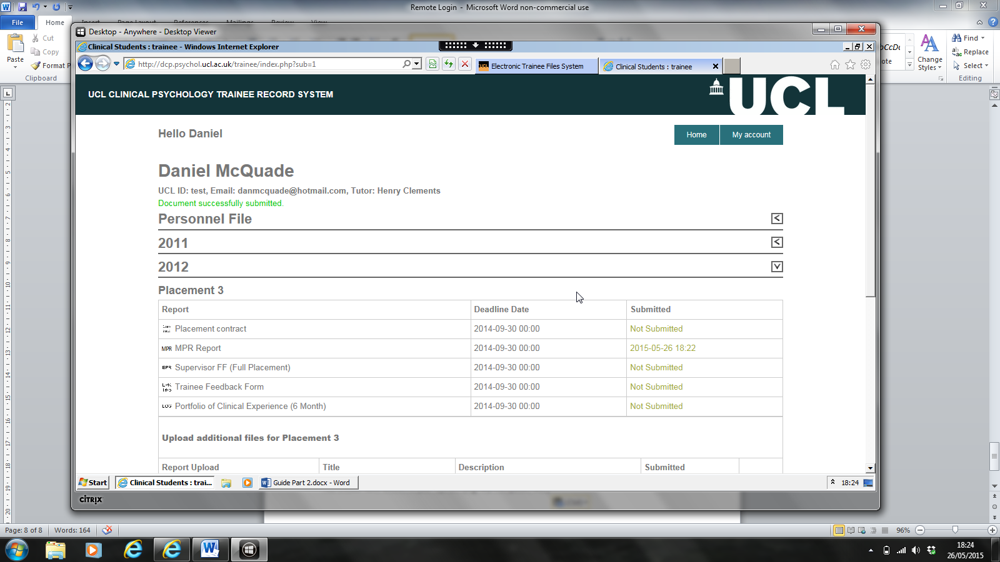 Remote Login - Microsoft Word non-commercial use
File
Home
Insert
Page Layout
References
Mailings
Review
View
Paste
Cut
Copy
Format P
Clipboard
Change
Styles
Find
Replace
Select
Editing
Desktop - Anywhere - Desktop Viewer
Clinical Students : trainee - Windows Internet Explorer
http://dcp.psychol.ucl.ac.uk/trainee/index.php?sub=1
Electronic Trainee Files System
Clinical Students : trainee
UCL CLINICAL PSYCHOLOGY TRAINEE RECORD SYSTEM
UCL
Hello Daniel
Home
My account
Daniel McQuade
UCL ID: test, Email: danmcquade@hotmail.com, Tutor: Henry Clements
Document successfully submitted.
Personnel File
2011
2012
Placement 3
Report Deadline Date Submitted
Placement contract 2014-09-30 00:00 Not Submitted
MPR MPR Report 2014-09-30 00:00 2015-05-26 18:22
Supervisor FF (Full Placement) 2014-09-30 00:00 Not Submitted
Trainee Feedback Form 2014-09-30 00:00 Not Submitted
LOG Portfolio of Clinical Experience (6 Month) 2014-09-30 00:00 Not Submitted
Upload additional files for Placement 3
Report Upload Title Description Submitted
Start
Clinical Students : trai...
Guide Part 2.docx - Word
18:24
CITRIX
Page: 8 of 8
Words: 164
96%
18:24
26/05/2015